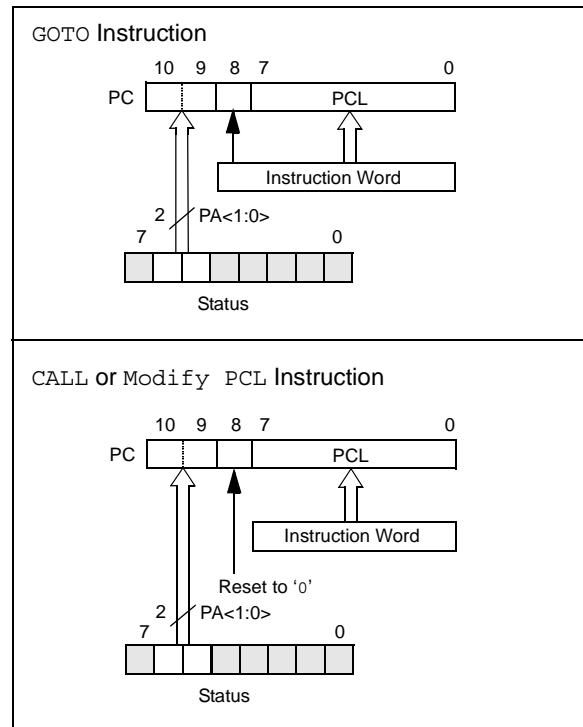 GOTO Instruction
10 9 8 7 0
PC PCL
Instruction Word
2 PA<1:0>
7 0
Status
CALL or Modify PCL Instruction
10 9 8 7 0
PC PCL
Instruction Word
Reset to ‘0’
2 PA<1:0>
7 0
Status